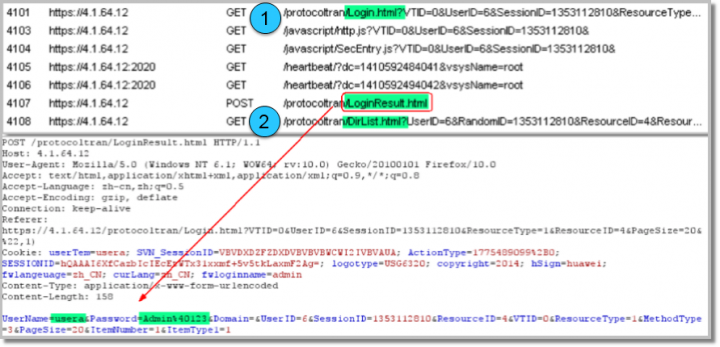 4101 https://4.1.64.12 GET /protocoltran/Login.html?VTID=0&UserID=6&SessionID=1353112810&ResourceType...
1
4103 https://4.1.64.12 GET /javascript/http.js?VTID=0&UserID=6&SessionID=1353112810&
4104 https://4.1.64.12 GET /javascript/SecEntry.js?VTID=0&UserID=6&SessionID=1353112810&
4105 https://4.1.64.12:2020 GET /heartbeat/?dc=1410592484041&vsysName=root
4106 https://4.1.64.12:2020 GET /heartbeat/?dc=1410592494042&vsysName=root
4107 https://4.1.64.12 POST /protocoltran/LoginResult.html
4108 https://4.1.64.12 GET /protocoltran/DirList.html?UserID=6&RandomID=1353112810&ResourceID=4&Resour...
2
POST /protocoltran/LoginResult.html HTTP/1.1
Host: 4.1.64.12
User-Agent: Mozilla/5.0 (Windows NT 6.1; WOW64; rv:10.0) Gecko/20100101 Firefox/10.0
Accept: text/html,application/xhtml+xml,application/xml;q=0.9,*/*;q=0.8
Accept-Language: zh-cn,zh;q=0.5
Accept-Encoding: gzip, deflate
Connection: keep-alive
Referer:
https://4.1.64.12/protocoltran/Login.html?VTID=0&UserID=6&SessionID=1353112810&ResourceType=1&ResourceID=4&PageSize=20&
%22,1)
Cookie: userTem=usera; ActionType=1775489099%2B0;
logotype=USG6320; copyright=2014; hSign=huawei;
fwlangeuage=zh_CN; curLang=zh_CN; fwloginname=admin
Content-Type: application/x-www-form-urlencoded
Content-Length: 158
UserName=usera&Password=Admin%40123&Domain=&UserID=6&SessionID=1353112810&ResourceID=4&VTID=0&ResourceType=1&MethodType
=3&PageSize=20&ItemNumber=1&ItemType1=1